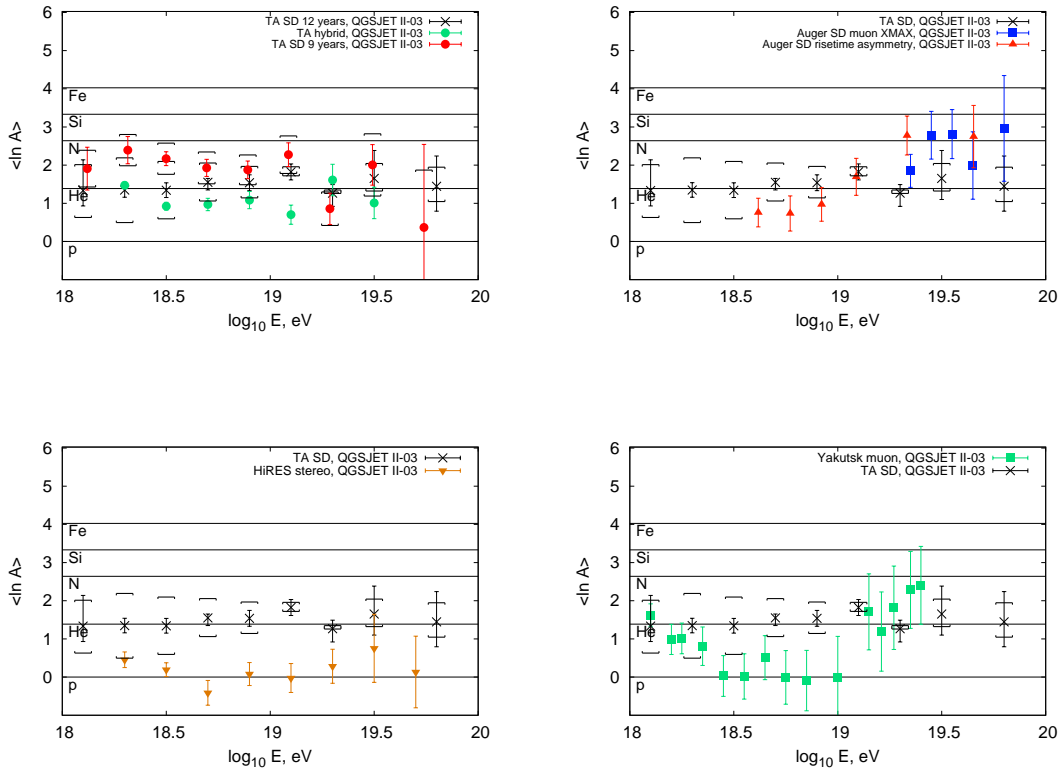 6
5
4
3
2
1
0
<ln A>
Fe
Si
N
He
p
TA SD 12 years, QGSJET II-03
TA hybrid, QGSJET II-03
TA SD 9 years, QGSJET II-03
18
18.5
19
19.5
20
log10 E, eV
6
5
4
3
2
1
0
<ln A>
Fe
Si
N
He
p
TA SD, QGSJET II-03
Auger SD muon XMAX, QGSJET II-03
Auger SD risetime asymmetry, QGSJET II-03
18
18.5
19
19.5
20
log10 E, eV
6
5
4
3
2
1
0
<ln A>
Fe
Si
N
He
p
TA SD, QGSJET II-03
HiRES stereo, QGSJET II-03
18
18.5
19
19.5
20
log10 E, eV
6
5
4
3
2
1
0
<ln A>
Fe
Si
N
He
p
Yakutsk muon, QGSJET II-03
TA SD, QGSJET II-03
18
18.5
19
19.5
20
log10 E, eV